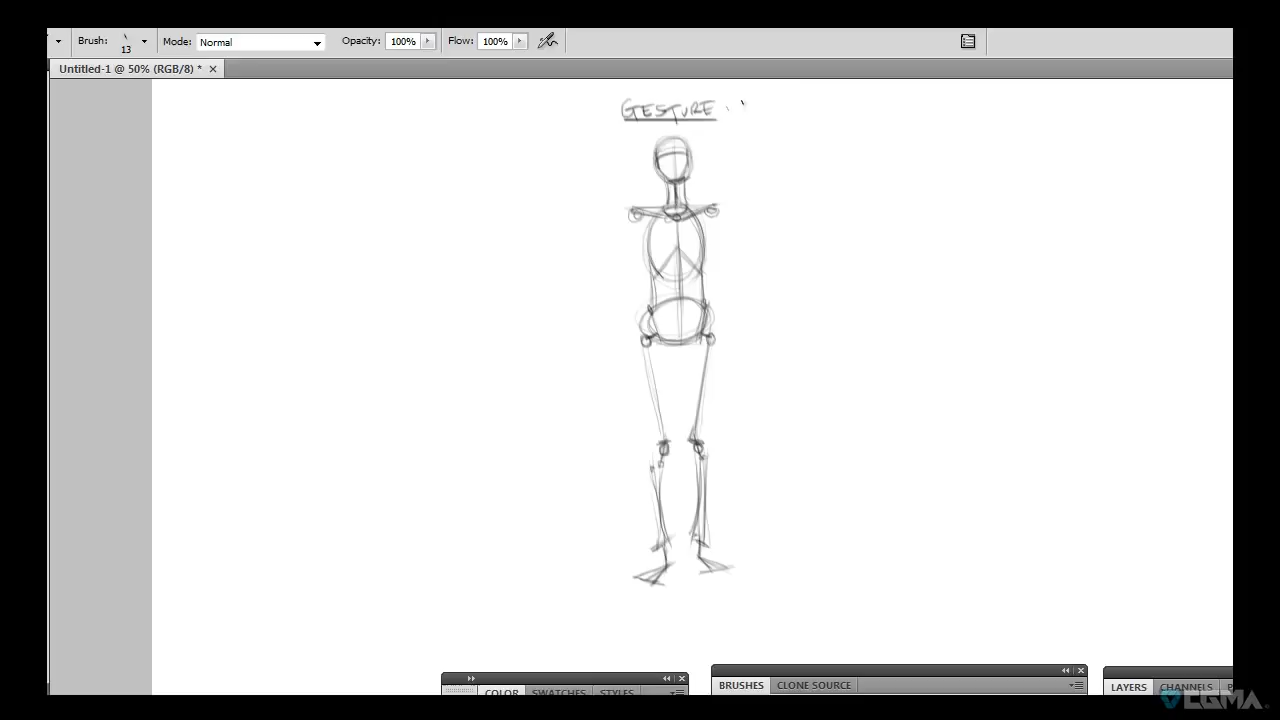 Brush: 13 Mode: Normal Opacity: 100% Flow: 100%
Untitled-1 @ 50% (RGB/8) *
GESTURE
COLOR SWATCHES STYLES
BRUSHES CLONE SOURCE
LAYERS CHANNELS P
CGMA